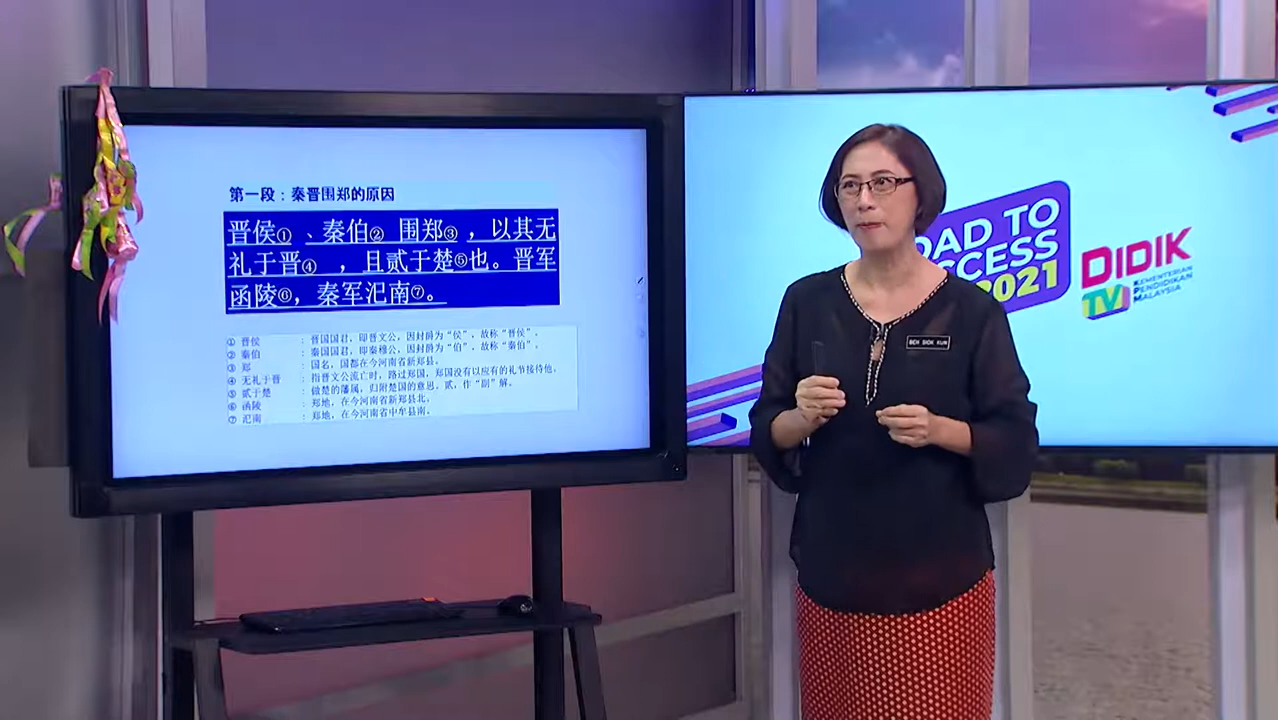 第一段：秦晋围郑的原因
晋侯① 、秦伯② 围郑③ ，以其无
礼于晋④ ，且贰于楚⑤也。晋军
函陵⑥，秦军氾南⑦。
① 晋侯 ：晋国国君，即晋文公，因封爵为“侯”，故称“晋侯”。
② 秦伯 ：秦国国君，即秦穆公，因封爵为“伯”，故称“秦伯”。
③ 郑 ：国名，国都在今河南省新郑县。
④ 无礼于晋 ：指晋文公流亡时，路过郑国，郑国没有以应有的礼节接待他。
⑤ 贰于楚 ：做楚的藩属，归附楚国的意思，贰，作“副”解。
⑥ 函陵 ：郑地，在今河南省新郑县北。
⑦ 氾南 ：郑地，在今河南省中牟县南。
OAD TO
CCESS
2021
DIDIK
TV
KEMENTERIAN
PENDIDIKAN
MALAYSIA
BEH SIOK KUN